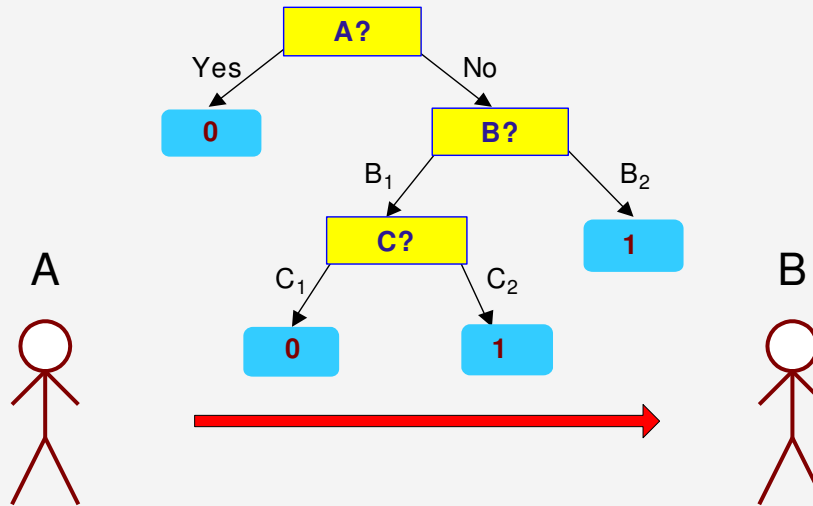 A?
Yes
No
0
B?
B₁
B₂
C?
1
A
B
C₁
C₂
0
1